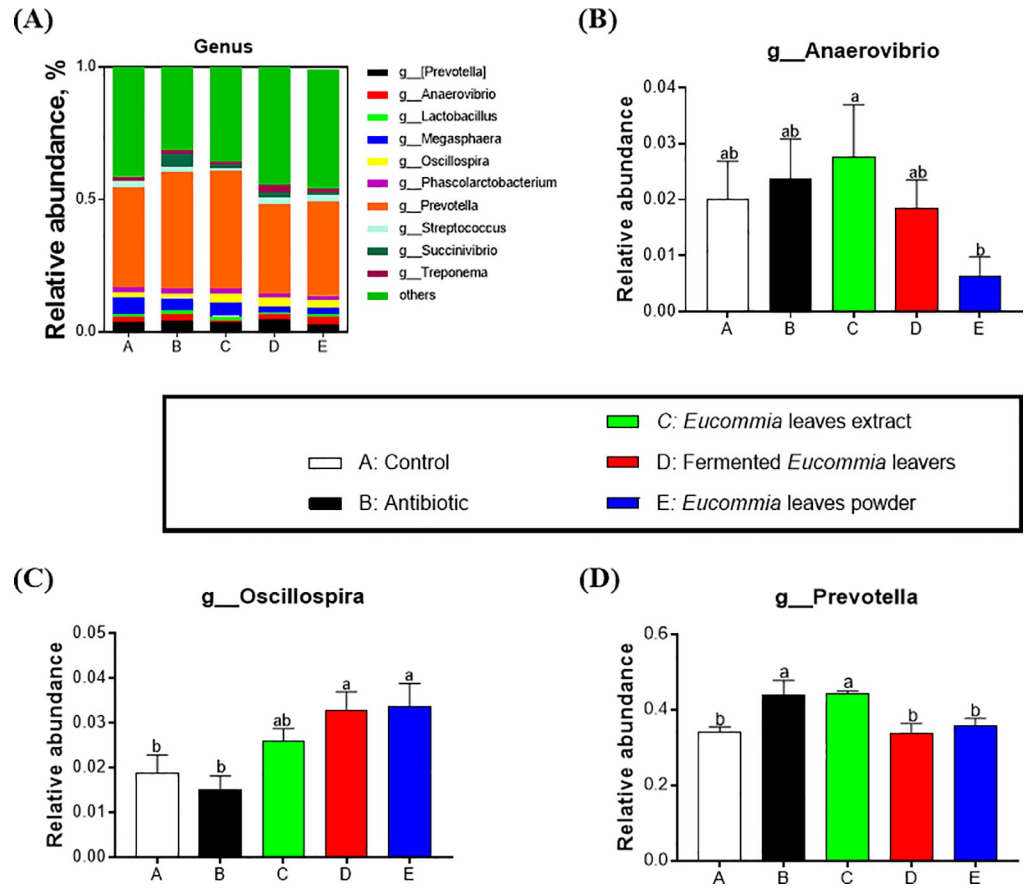 (A)
Genus
Relative abundance, %
1.0
0.5
0.0
A B C D E
g__[Prevotella]
g__Anaerovibrio
g__Lactobacillus
g__Megasphaera
g__Oscillospira
g__Phascolarctobacterium
g__Prevotella
g__Streptococcus
g__Succinivibrio
g__Treponema
others
(B)
g__Anaerovibrio
Relative abundance
0.04
0.03
0.02
0.01
0.00
ab ab a ab b
A B C D E
A: Control
B: Antibiotic
C: Eucommia leaves extract
D: Fermented Eucommia leavers
E: Eucommia leaves powder
(C)
g__Oscillospira
Relative abundance
0.05
0.04
0.03
0.02
0.01
0.00
b b ab a a
A B C D E
(D)
g__Prevotella
Relative abundance
0.6
0.4
0.2
0.0
b a a b b
A B C D E